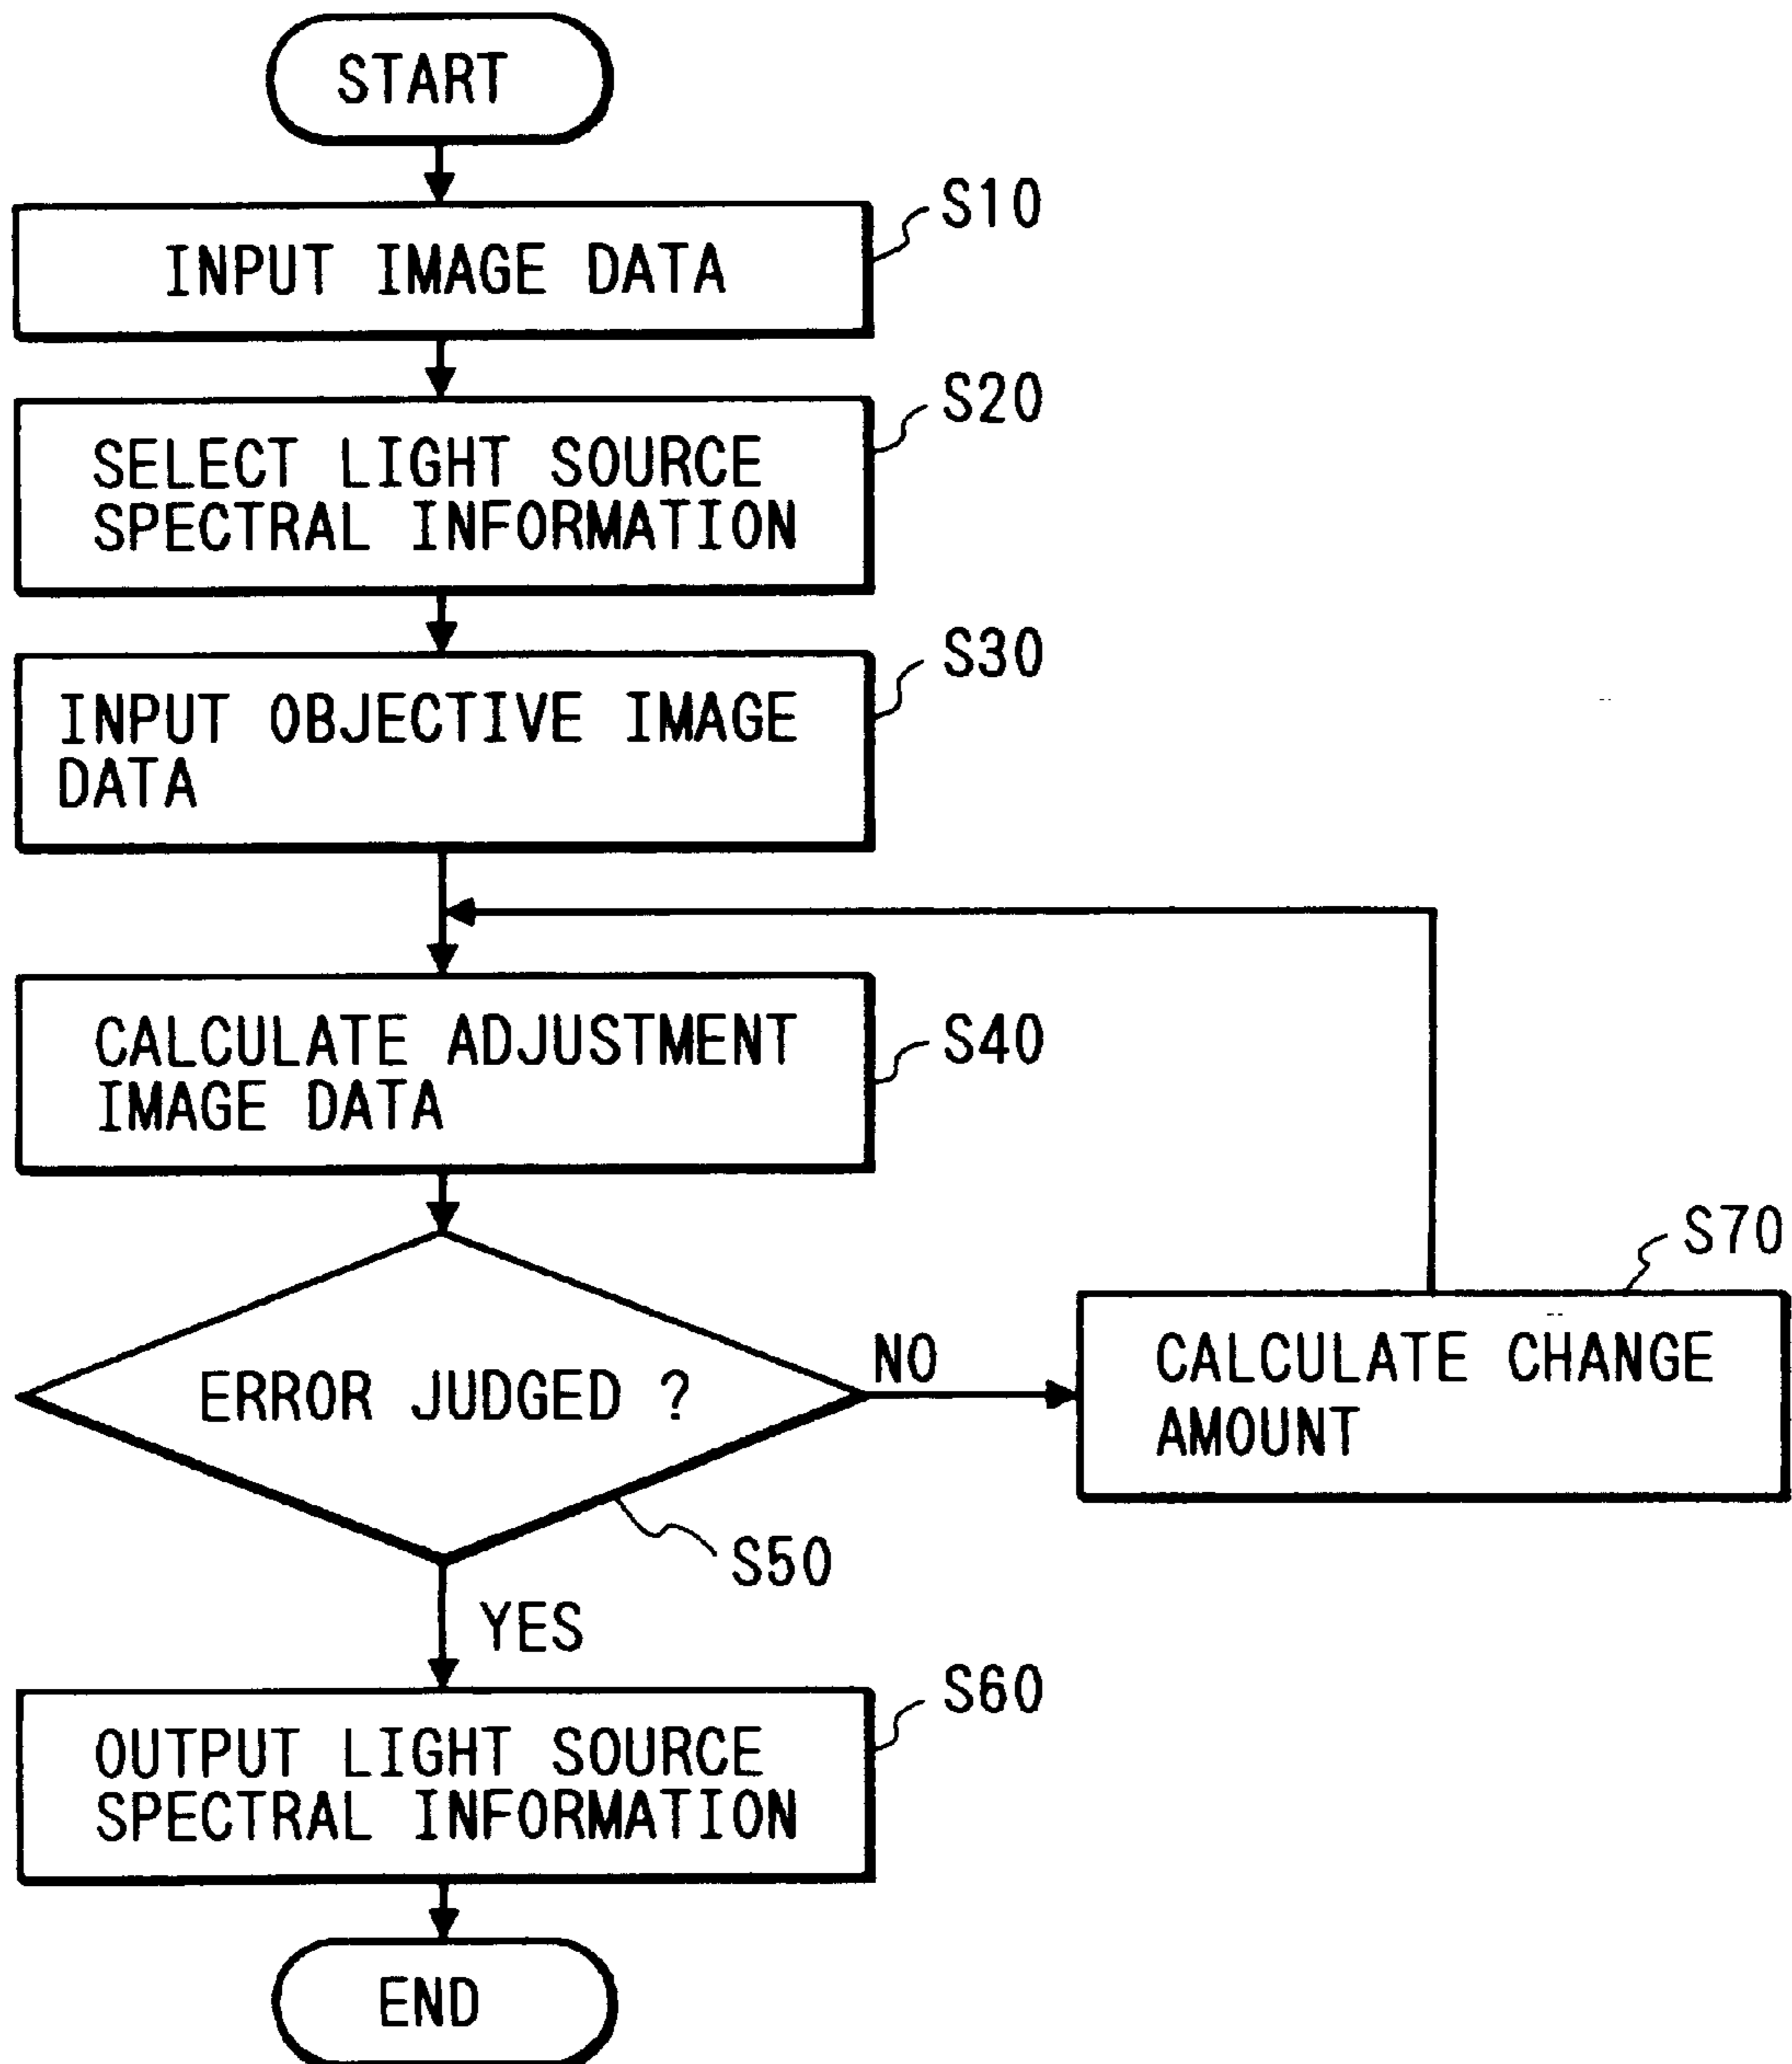 START
S10
INPUT IMAGE DATA
S20
SELECT LIGHT SOURCE
SPECTRAL INFORMATION
S30
INPUT OBJECTIVE IMAGE
DATA
S40
CALCULATE ADJUSTMENT
IMAGE DATA
S70
CALCULATE CHANGE
AMOUNT
NO
ERROR JUDGED ?
S50
YES
S60
OUTPUT LIGHT SOURCE
SPECTRAL INFORMATION
END